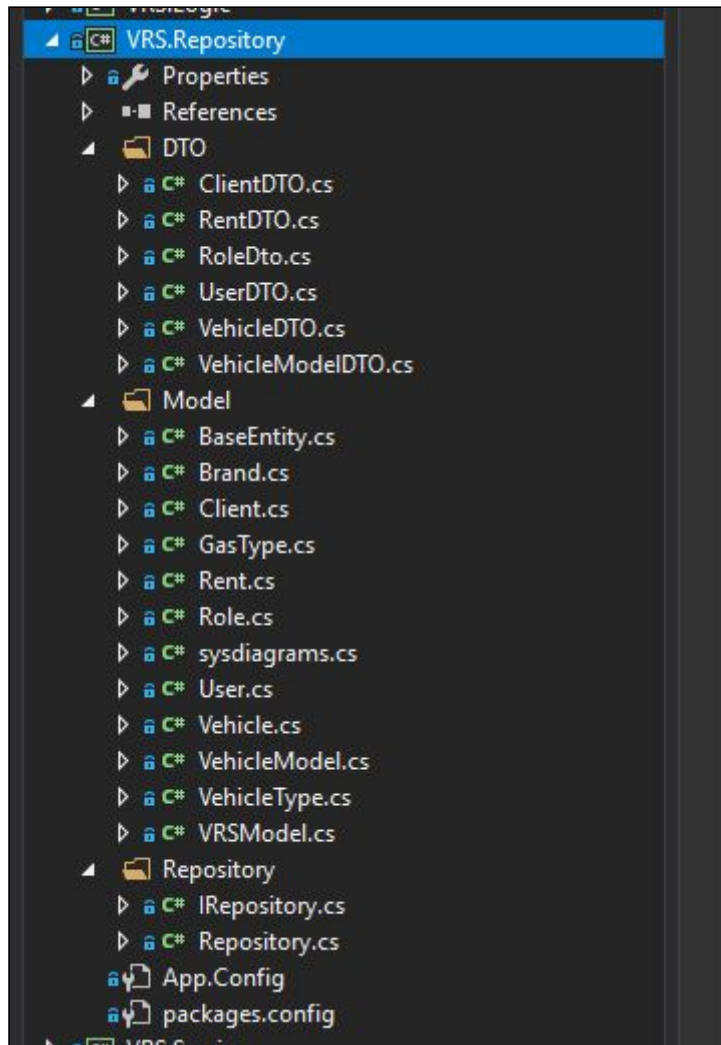 C# VRS.Repository
Properties
References
DTO
C# ClientDTO.cs
C# RentDTO.cs
C# RoleDto.cs
C# UserDTO.cs
C# VehicleDTO.cs
C# VehicleModelDTO.cs
Model
C# BaseEntity.cs
C# Brand.cs
C# Client.cs
C# GasType.cs
C# Rent.cs
C# Role.cs
C# sysdiagrams.cs
C# User.cs
C# Vehicle.cs
C# VehicleModel.cs
C# VehicleType.cs
C# VRSModel.cs
Repository
C# IRepository.cs
C# Repository.cs
App.Config
packages.config